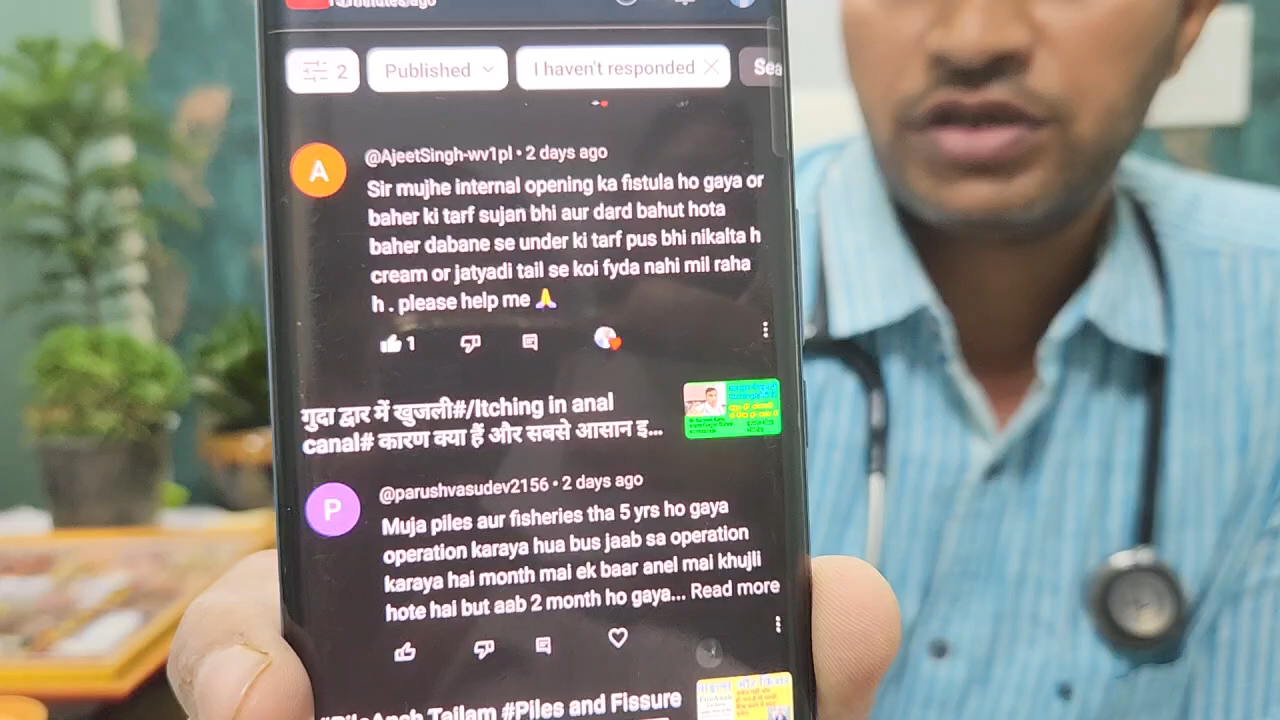 2
Published
I haven't responded
Sea
@AjeetSingh-wv1pl • 2 days ago
A
Sir mujhe internal opening ka fistula ho gaya or
baher ki tarf sujan bhi aur dard bahut hota
baher dabane se under ki tarf pus bhi nikalta h
cream or jatyadi tail se koi fyda nahi mil raha
h . please help me 🙏
1
गुदा द्वार में खुजली#/Itching in anal
canal# कारण क्या हैं और सबसे आसान इ...
@parushvasudev2156 • 2 days ago
P
Muja piles aur fisheries tha 5 yrs ho gaya
operation karaya hua bus jaab sa operation
karaya hai month mai ek baar anel mai khujli
hote hai but aab 2 month ho gaya... Read more
#PileAnsh Tailam #Piles and Fissure